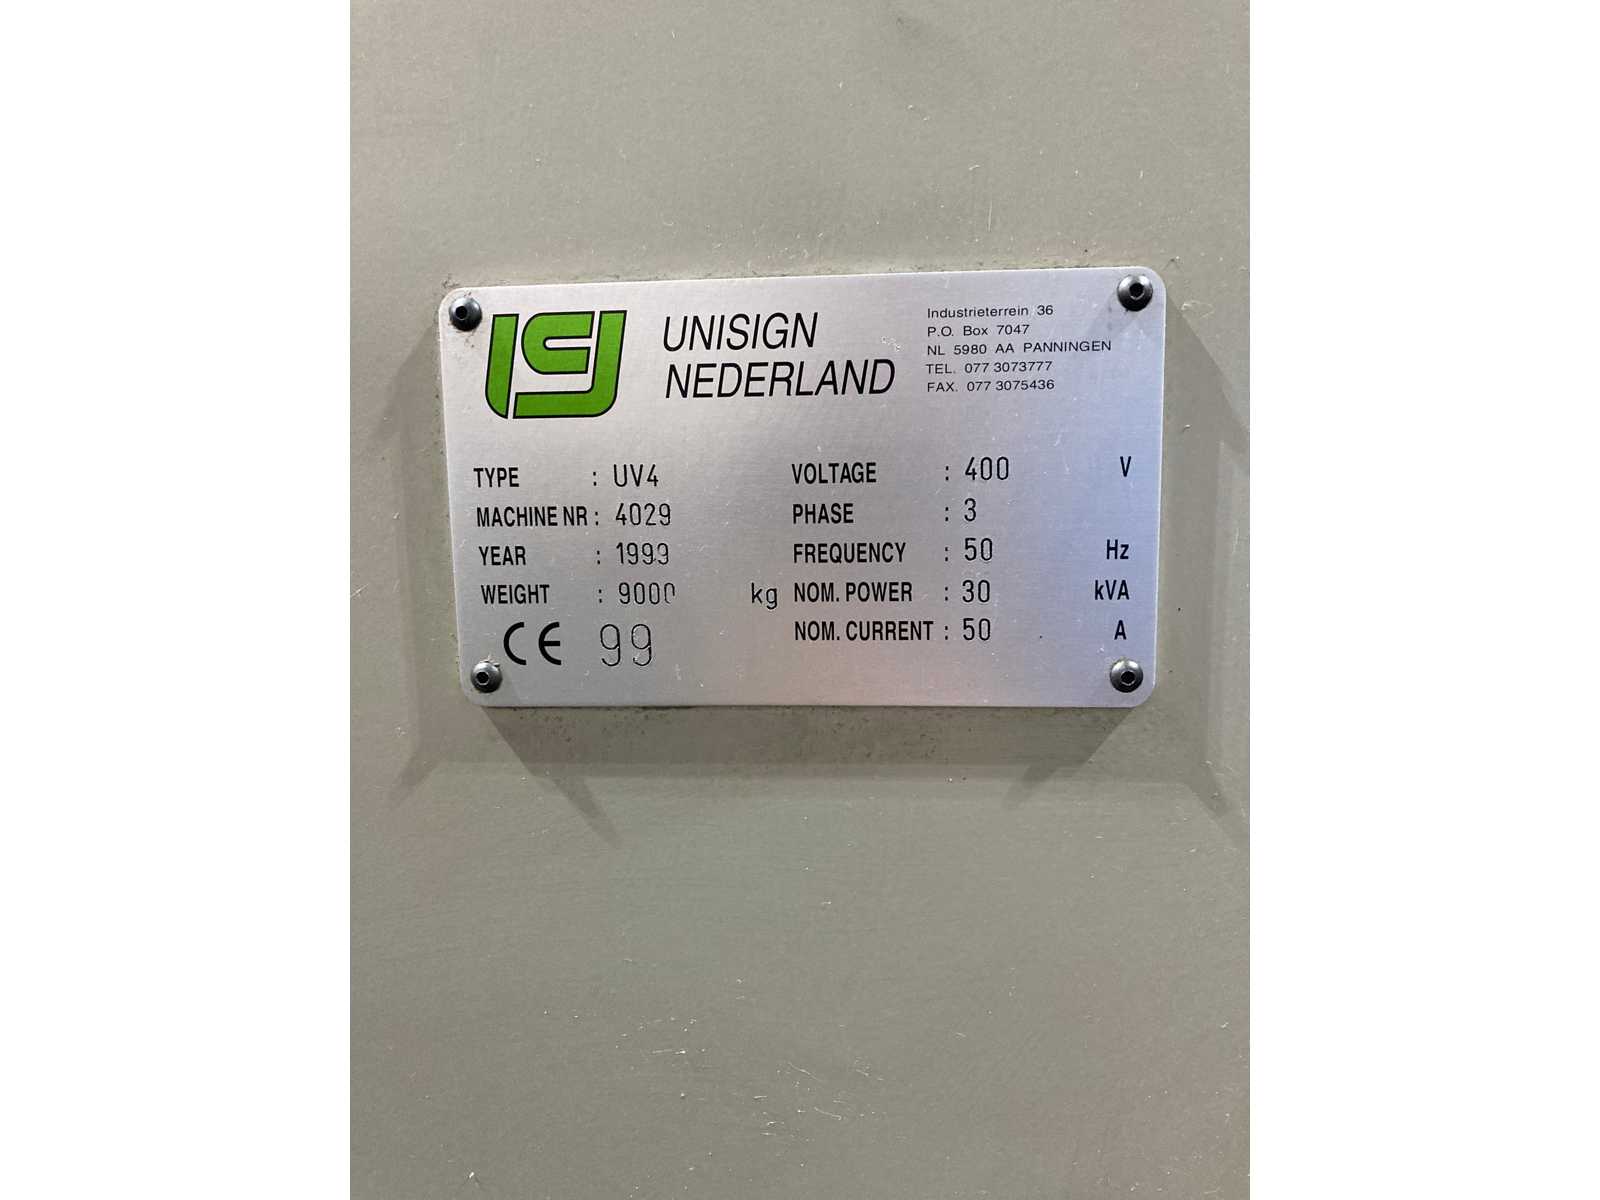 UNISIGN
NEDERLAND
Industrieterrein 36
P.O. Box 7047
NL 5980 AA PANNINGEN
TEL. 077 3073777
FAX. 077 3075436
TYPE : UV4
MACHINE NR : 4029
YEAR : 1999
WEIGHT : 9000 kg
CE 99
VOLTAGE : 400 V
PHASE : 3
FREQUENCY : 50 Hz
NOM. POWER : 30 kVA
NOM. CURRENT : 50 A